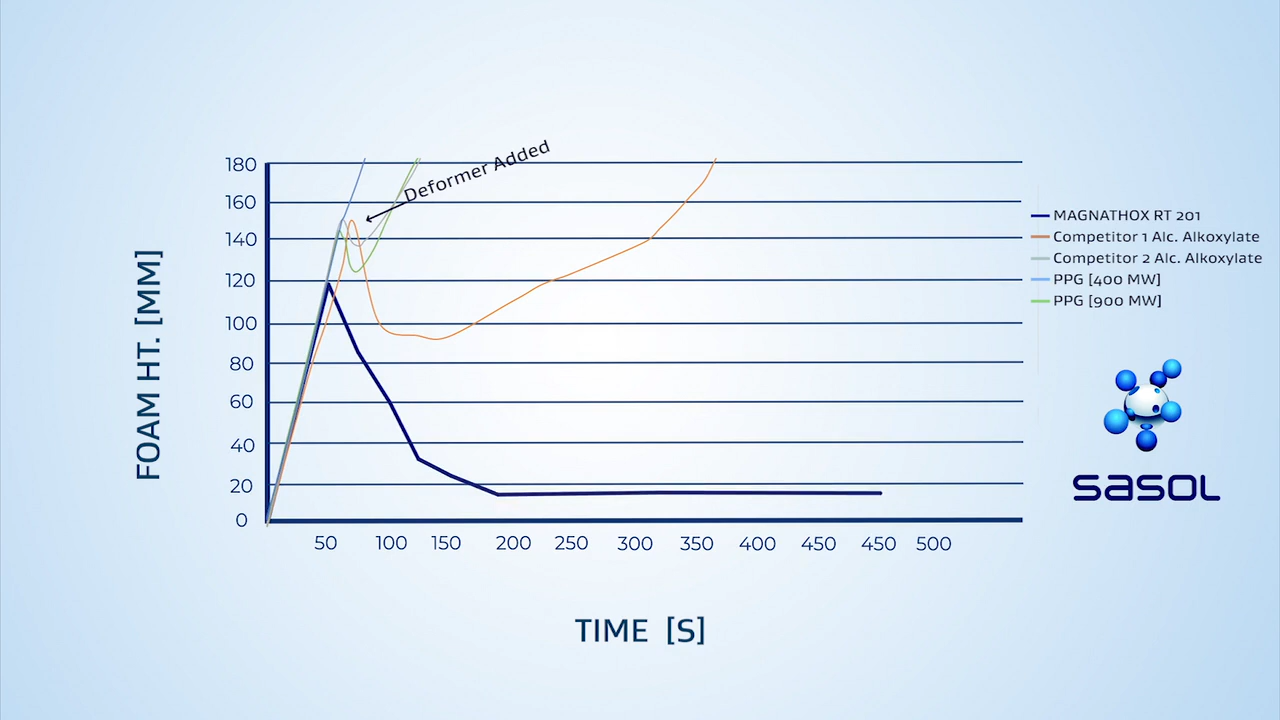 Deformer Added
180
160
140
120
100
80
60
40
20
0
FOAM HT. [MM]
50 100 150 200 250 300 350 400 450 450 500
TIME [S]
MAGNATHOX RT 201
Competitor 1 Alc. Alkoxylate
Competitor 2 Alc. Alkoxylate
PPG [400 MW]
PPG [900 MW]
sasol